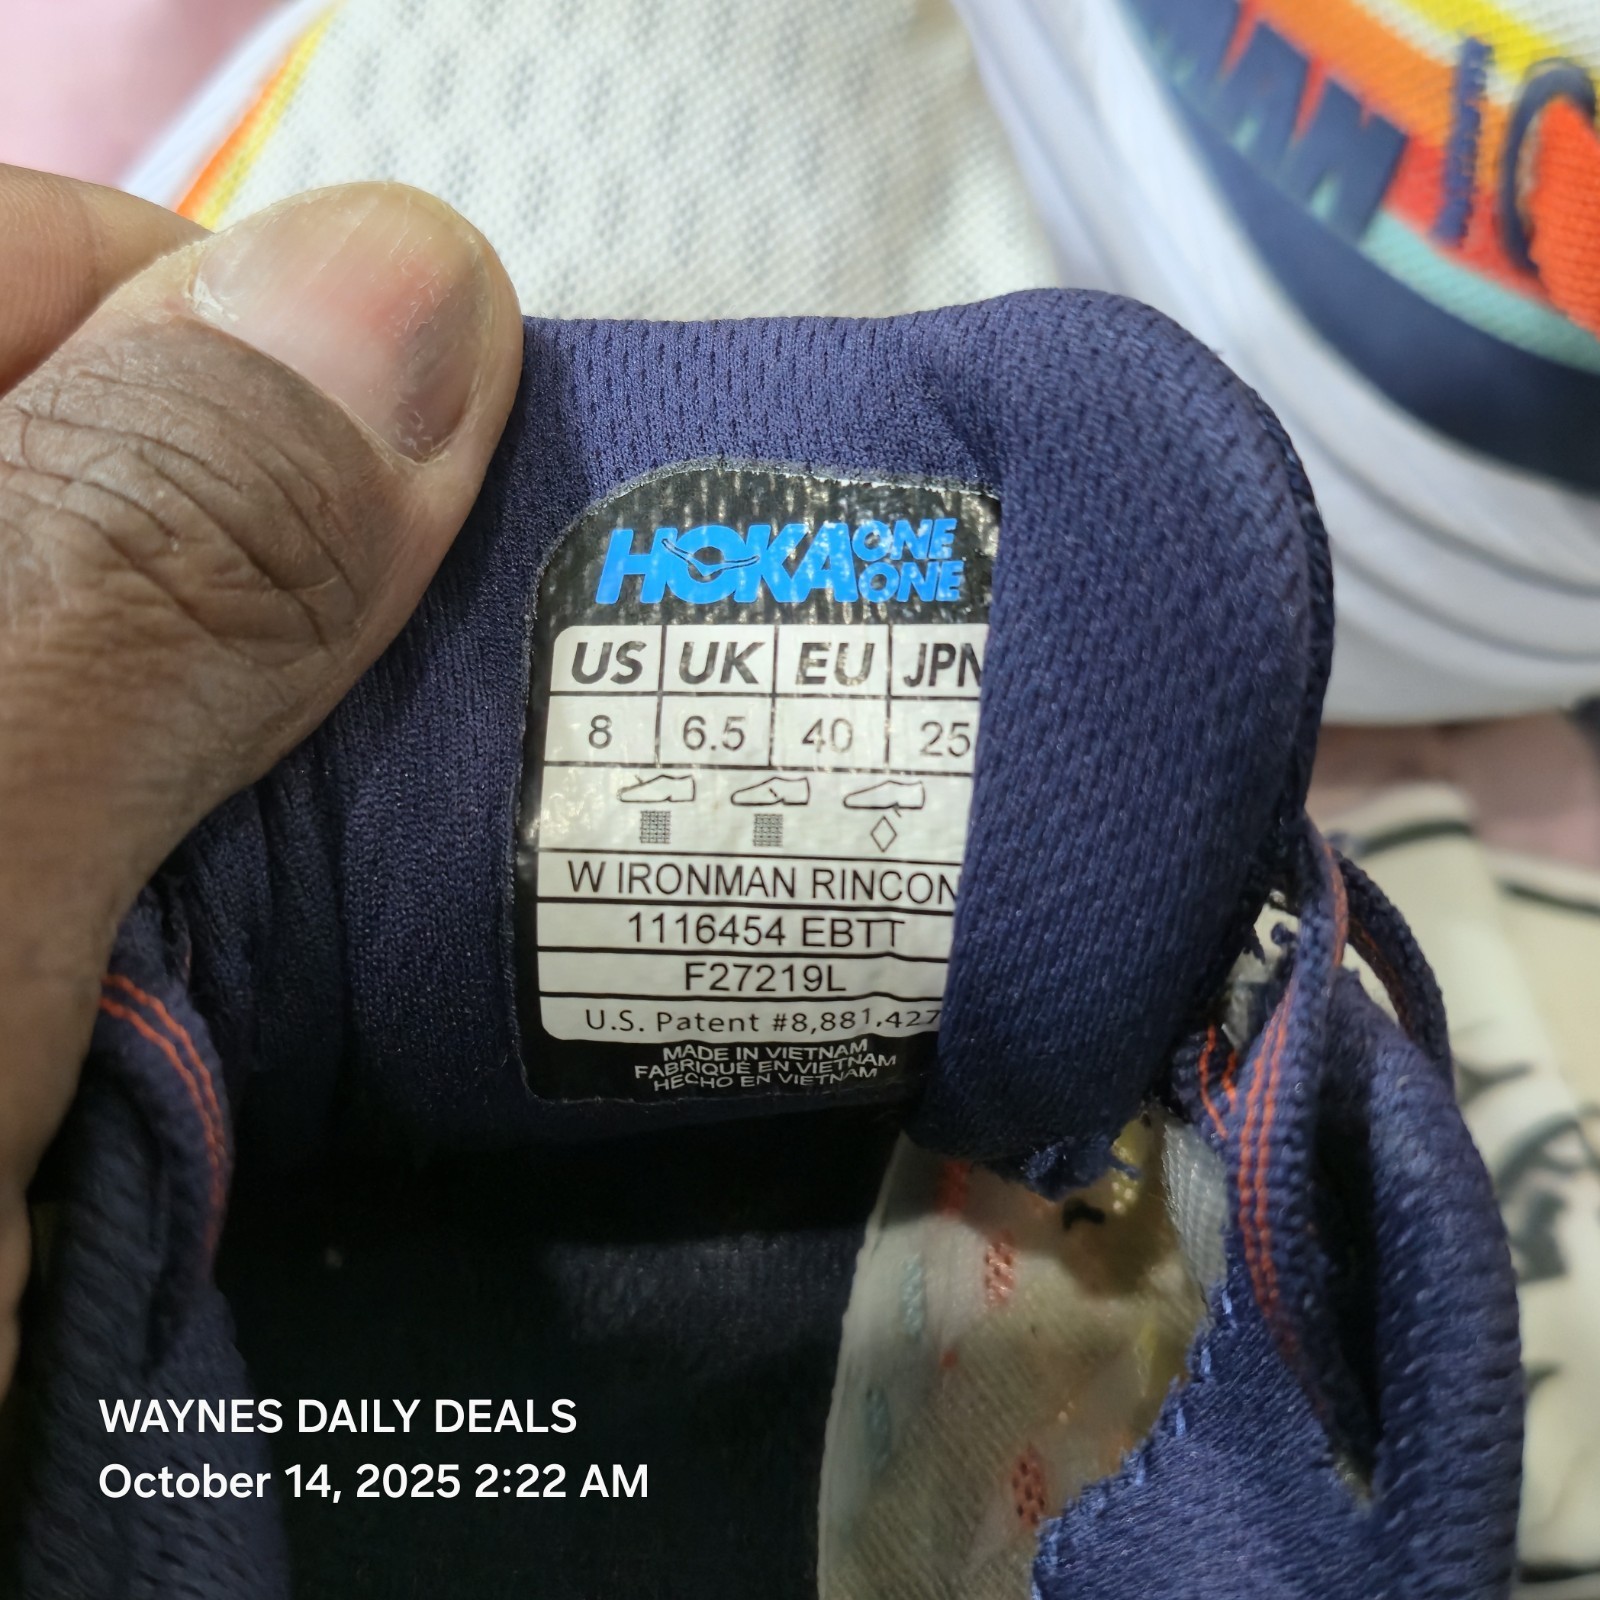 MAN
HOKA ONE ONE
US UK EU JPN
8 6.5 40 25
W IRONMAN RINCON
1116454 EBTT
F27219L
U.S. Patent #8,881,427
MADE IN VIETNAM
FABRIQUE EN VIETNAM
HECHO EN VIETNAM
WAYNES DAILY DEALS
October 14, 2025 2:22 AM